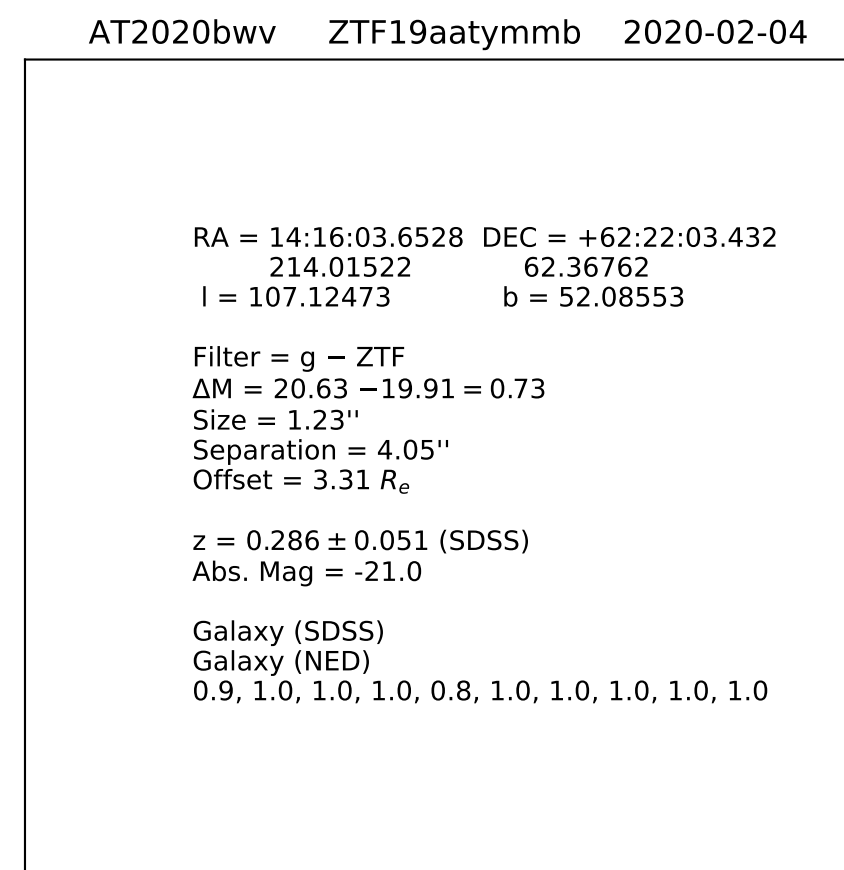 AT2020bwv ZTF19aatymmb 2020-02-04
RA = 14:16:03.6528 DEC = +62:22:03.432
214.01522 62.36762
l = 107.12473 b = 52.08553
Filter = g − ZTF
ΔM = 20.63 −19.91 = 0.73
Size = 1.23''
Separation = 4.05''
Offset = 3.31 Rₑ
z = 0.286 ± 0.051 (SDSS)
Abs. Mag = -21.0
Galaxy (SDSS)
Galaxy (NED)
0.9, 1.0, 1.0, 1.0, 0.8, 1.0, 1.0, 1.0, 1.0, 1.0